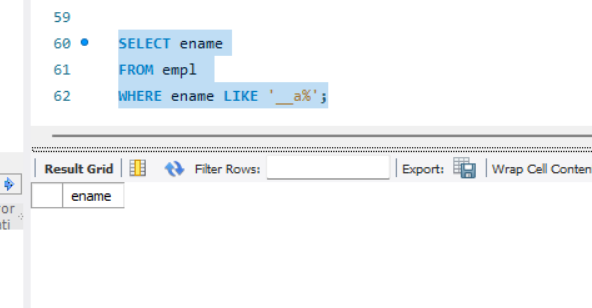 59
60 SELECT ename
61 FROM empl
62 WHERE ename LIKE '__a%';
Result Grid Filter Rows: Export: Wrap Cell Conten
ename
or
ti